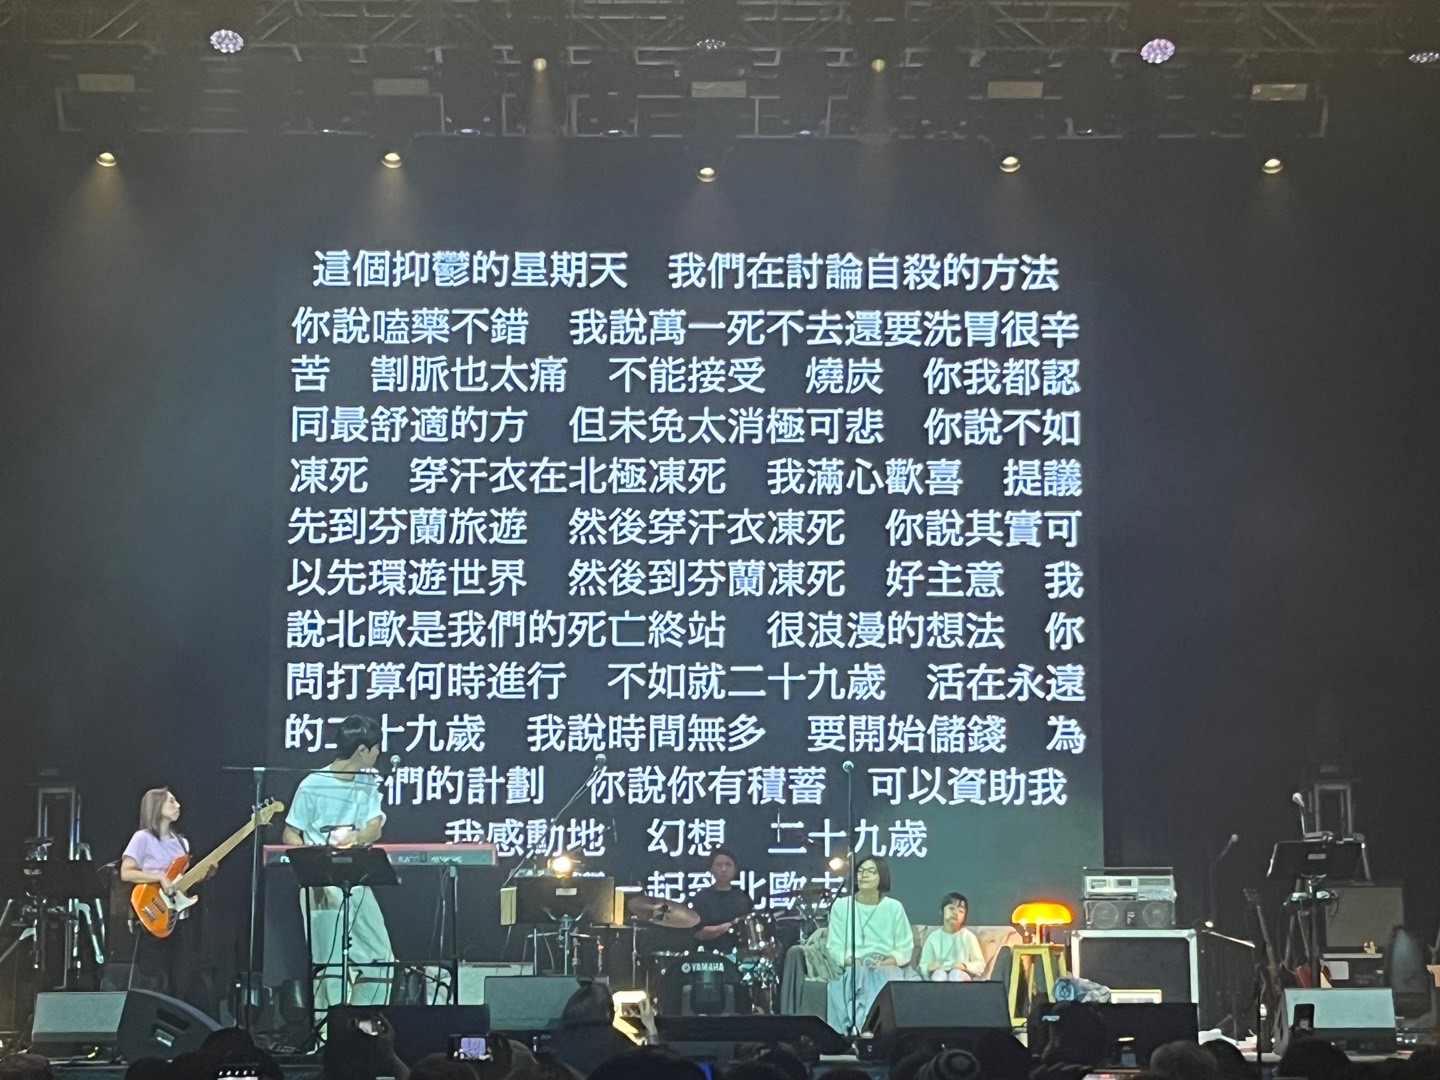 這個抑鬱的星期天　我們在討論自殺的方法
你說嗑藥不錯　我說萬一死不去還要洗胃很辛
苦　割脈也太痛　不能接受　燒炭　你我都認
同最舒適的方　但未免太消極可悲　你說不如
凍死　穿汗衣在北極凍死　我滿心歡喜　提議
先到芬蘭旅遊　然後穿汗衣凍死　你說其實可
以先環遊世界　然後到芬蘭凍死　好主意　我
說北歐是我們的死亡終站　很浪漫的想法　你
問打算何時進行　不如就二十九歲　活在永遠
的二十九歲　我說時間無多　要開始儲錢　為
們的計劃　你說你有積蓄　可以資助我
我感動地　幻想　二十九歲
一起到北歐去
YAMAHA